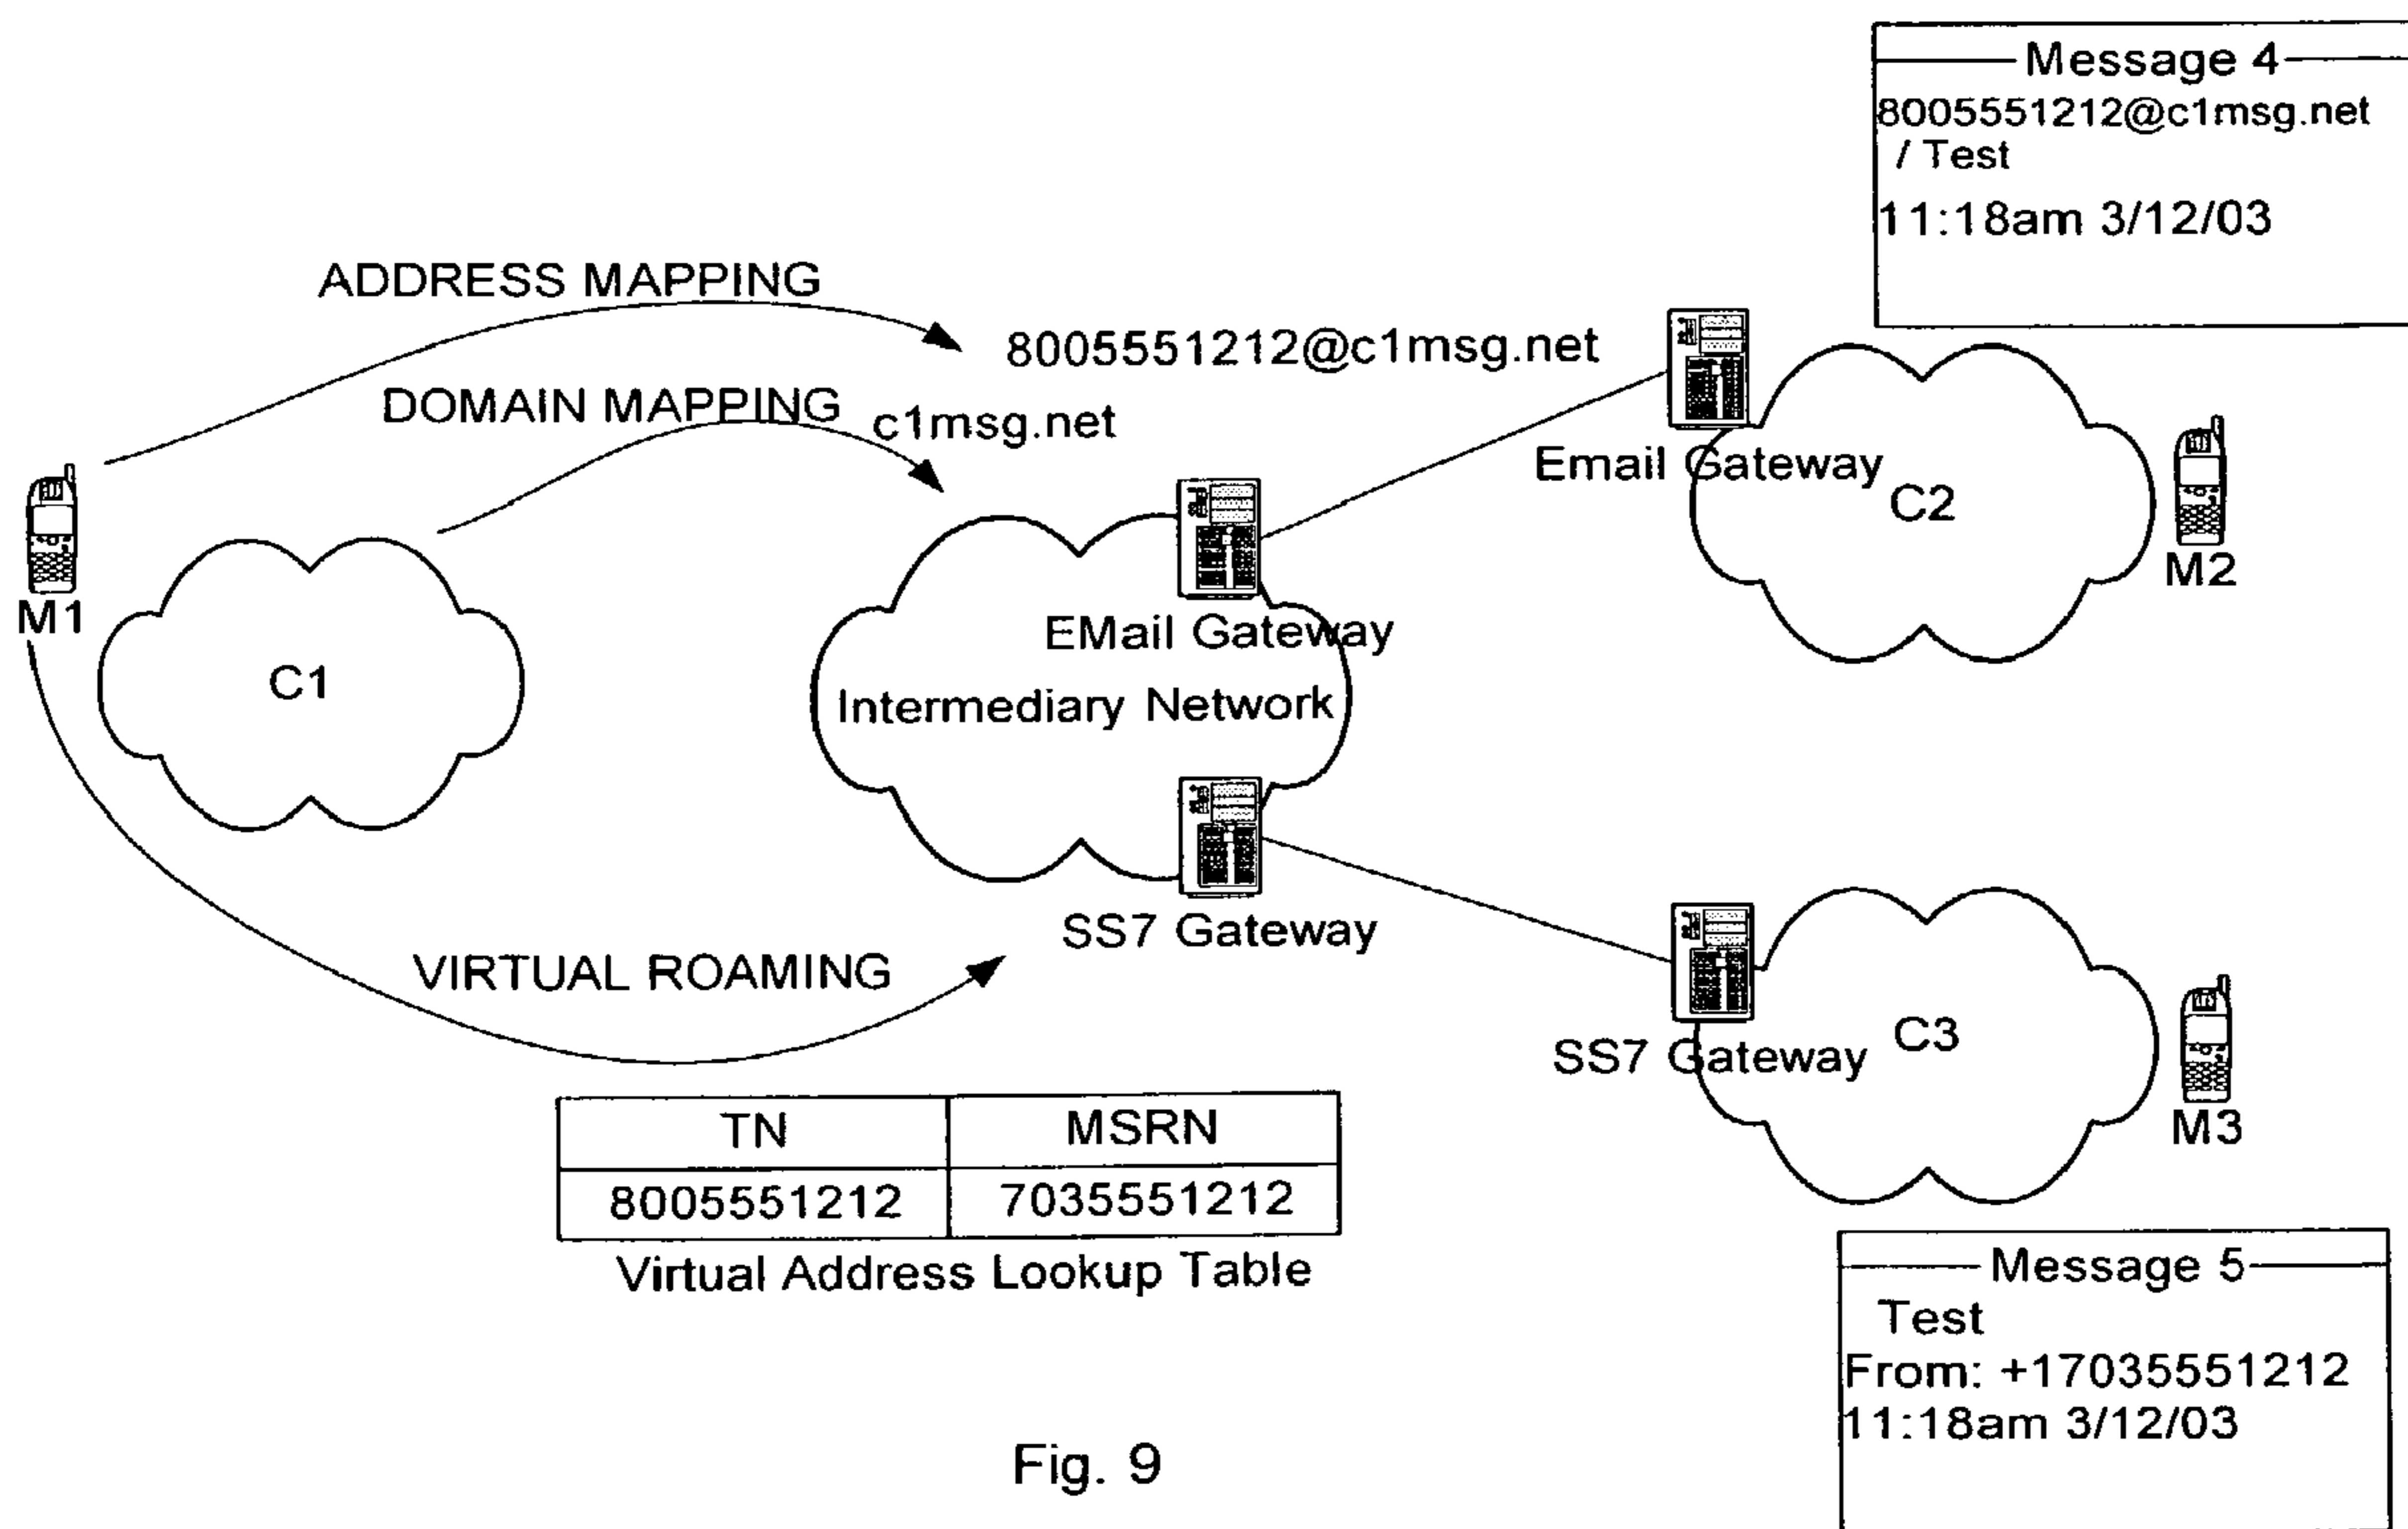 Message 4
8005551212@c1msg.net
/ Test
11:18am 3/12/03
ADDRESS MAPPING
8005551212@c1msg.net
DOMAIN MAPPING
c1msg.net
Email Gateway
C2
M2
M1
C1
EMail Gateway
Intermediary Network
SS7 Gateway
VIRTUAL ROAMING
SS7 Gateway
C3
M3
TN MSRN
8005551212 7035551212
Virtual Address Lookup Table
Message 5
Test
From: +17035551212
11:18am 3/12/03
Fig. 9